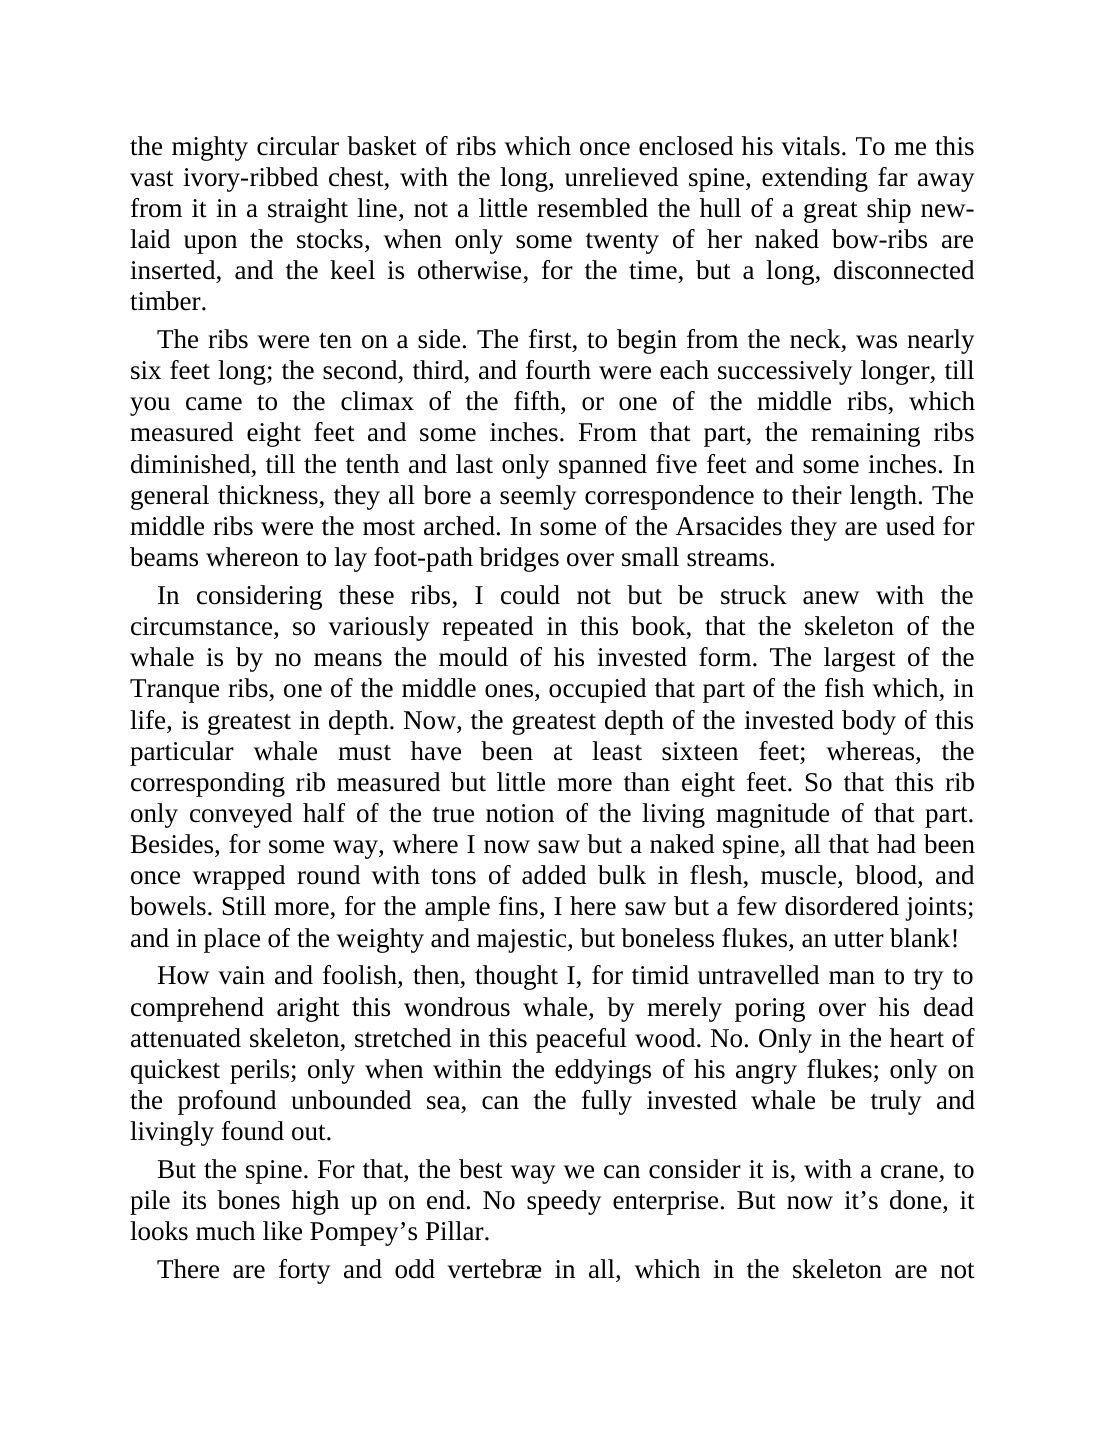 the mighty circular basket of ribs which once enclosed his vitals. To me this
vast ivory-ribbed chest, with the long, unrelieved spine, extending far away
from it in a straight line, not a little resembled the hull of a great ship new-
laid upon the stocks, when only some twenty of her naked bow-ribs are
inserted, and the keel is otherwise, for the time, but a long, disconnected
timber.
The ribs were ten on a side. The first, to begin from the neck, was nearly
six feet long; the second, third, and fourth were each successively longer, till
you came to the climax of the fifth, or one of the middle ribs, which
measured eight feet and some inches. From that part, the remaining ribs
diminished, till the tenth and last only spanned five feet and some inches. In
general thickness, they all bore a seemly correspondence to their length. The
middle ribs were the most arched. In some of the Arsacides they are used for
beams whereon to lay foot-path bridges over small streams.
In considering these ribs, I could not but be struck anew with the
circumstance, so variously repeated in this book, that the skeleton of the
whale is by no means the mould of his invested form. The largest of the
Tranque ribs, one of the middle ones, occupied that part of the fish which, in
life, is greatest in depth. Now, the greatest depth of the invested body of this
particular whale must have been at least sixteen feet; whereas, the
corresponding rib measured but little more than eight feet. So that this rib
only conveyed half of the true notion of the living magnitude of that part.
Besides, for some way, where I now saw but a naked spine, all that had been
once wrapped round with tons of added bulk in flesh, muscle, blood, and
bowels. Still more, for the ample fins, I here saw but a few disordered joints;
and in place of the weighty and majestic, but boneless flukes, an utter blank!
How vain and foolish, then, thought I, for timid untravelled man to try to
comprehend aright this wondrous whale, by merely poring over his dead
attenuated skeleton, stretched in this peaceful wood. No. Only in the heart of
quickest perils; only when within the eddyings of his angry flukes; only on
the profound unbounded sea, can the fully invested whale be truly and
livingly found out.
But the spine. For that, the best way we can consider it is, with a crane, to
pile its bones high up on end. No speedy enterprise. But now it’s done, it
looks much like Pompey’s Pillar.
There are forty and odd vertebræ in all, which in the skeleton are not